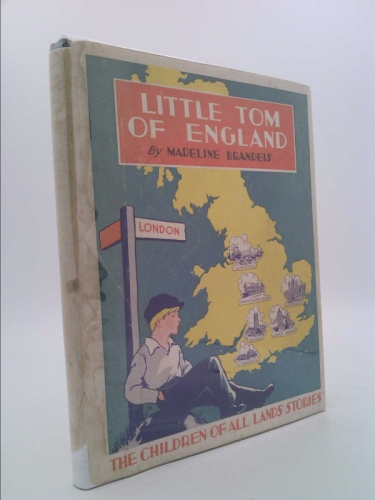 LITTLE TOM
OF ENGLAND
By MADELINE BRANDEIS
LONDON
THE CHILDREN OF ALL LANDS STORIES